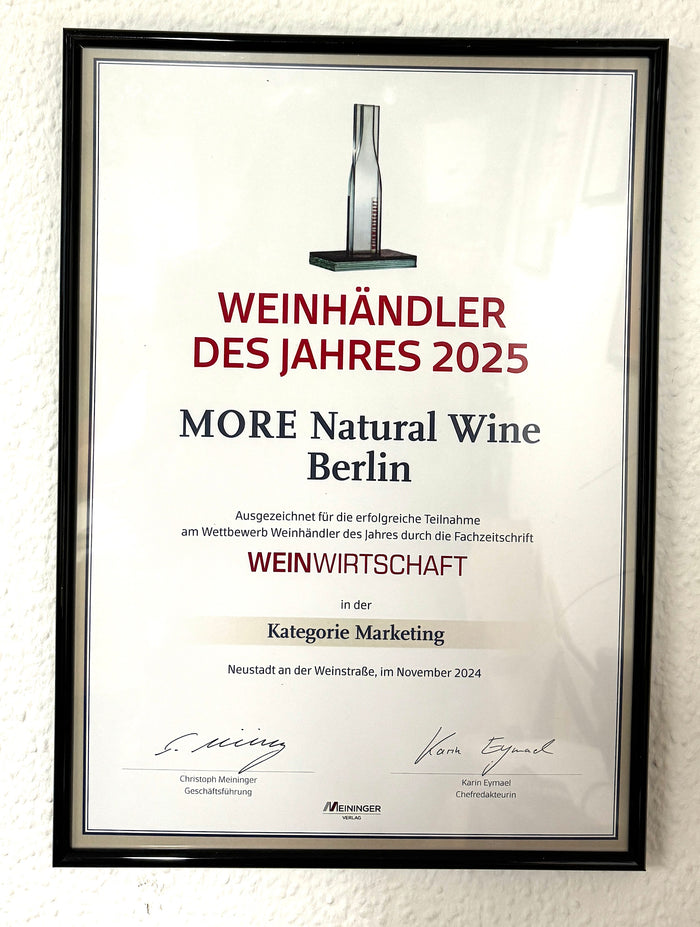 WEINHÄNDLER
DES JAHRES 2025
MORE Natural Wine
Berlin
Ausgezeichnet für die erfolgreiche Teilnahme
am Wettbewerb Weinhändler des Jahres durch die Fachzeitschrift
WEINWIRTSCHAFT
in der
Kategorie Marketing
Neustadt an der Weinstraße, im November 2024
Karin Eymael
Christoph Meininger
Geschäftsführung
Karin Eymael
Chefredakteurin
MEININGER
VERLAG